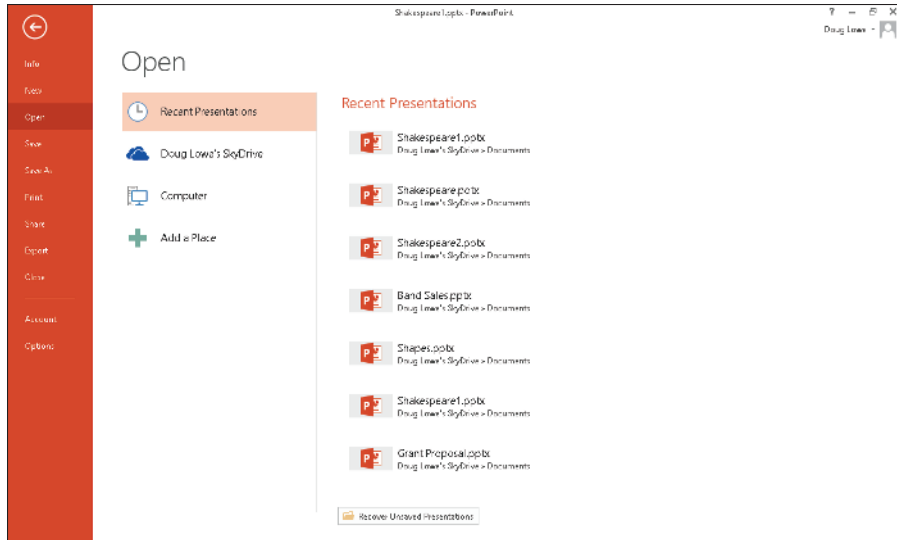 Shakespeare1.pptx - PowerPoint
?
Doug Lowe
Info
New
Open
Save
Save As
Print
Share
Export
Close
Account
Options
Open
Recent Presentations
Doug Lowe's SkyDrive
Computer
Add a Place
Recent Presentations
Shakespeare1.pptx
Doug Lowe's SkyDrive » Documents
Shakespeare.pptx
Doug Lowe's SkyDrive » Documents
Shakespeare2.pptx
Doug Lowe's SkyDrive » Documents
Band Sales.pptx
Doug Lowe's SkyDrive » Documents
Shapes.pptx
Doug Lowe's SkyDrive » Documents
Shakespeare1.pptx
Doug Lowe's SkyDrive » Documents
Grant Proposal.pptx
Doug Lowe's SkyDrive » Documents
Recover Unsaved Presentations